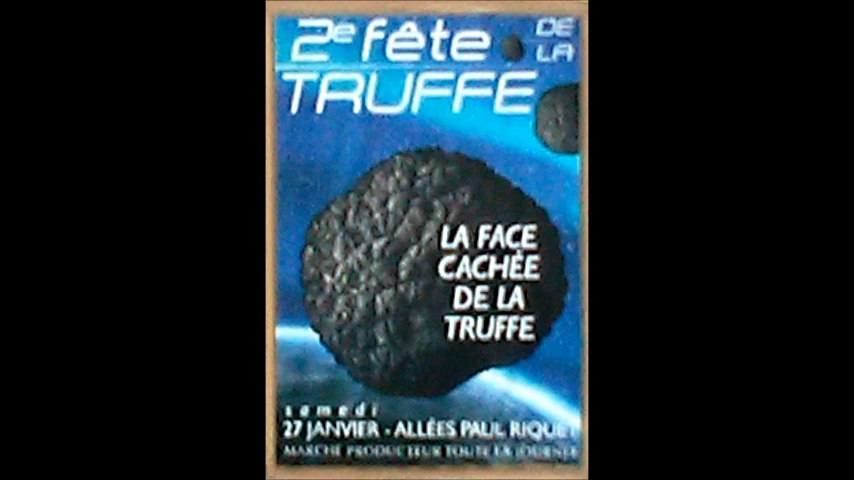 2e fête DE LA
TRUFFE
LA FACE
CACHÉE
DE LA
TRUFFE
samedi
27 JANVIER - ALLÉES PAUL RIQUET
MARCHÉ PRODUCTEUR TOUTE LA JOURNÉE